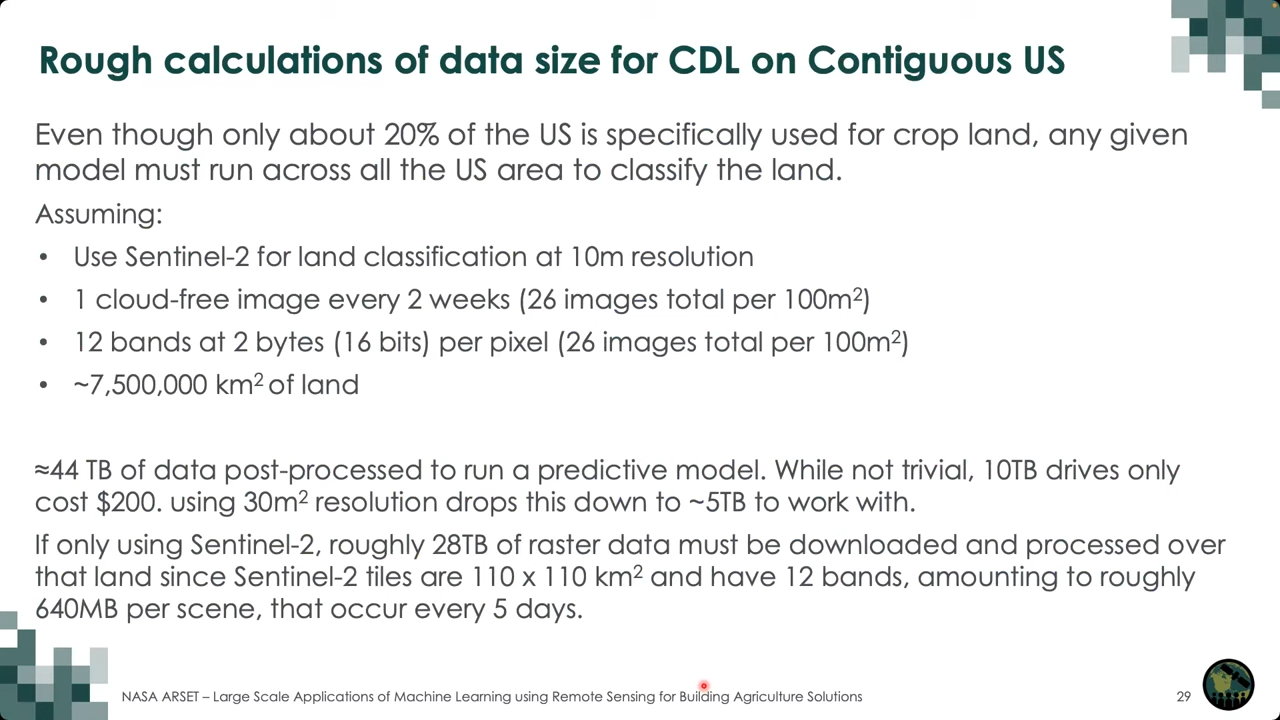 Rough calculations of data size for CDL on Contiguous US
Even though only about 20% of the US is specifically used for crop land, any given
model must run across all the US area to classify the land.
Assuming:
• Use Sentinel-2 for land classification at 10m resolution
• 1 cloud-free image every 2 weeks (26 images total per 100m²)
• 12 bands at 2 bytes (16 bits) per pixel (26 images total per 100m²)
• ~7,500,000 km² of land
≈44 TB of data post-processed to run a predictive model. While not trivial, 10TB drives only
cost $200. using 30m² resolution drops this down to ~5TB to work with.
If only using Sentinel-2, roughly 28TB of raster data must be downloaded and processed over
that land since Sentinel-2 tiles are 110 x 110 km² and have 12 bands, amounting to roughly
640MB per scene, that occur every 5 days.
NASA ARSET – Large Scale Applications of Machine Learning using Remote Sensing for Building Agriculture Solutions
29